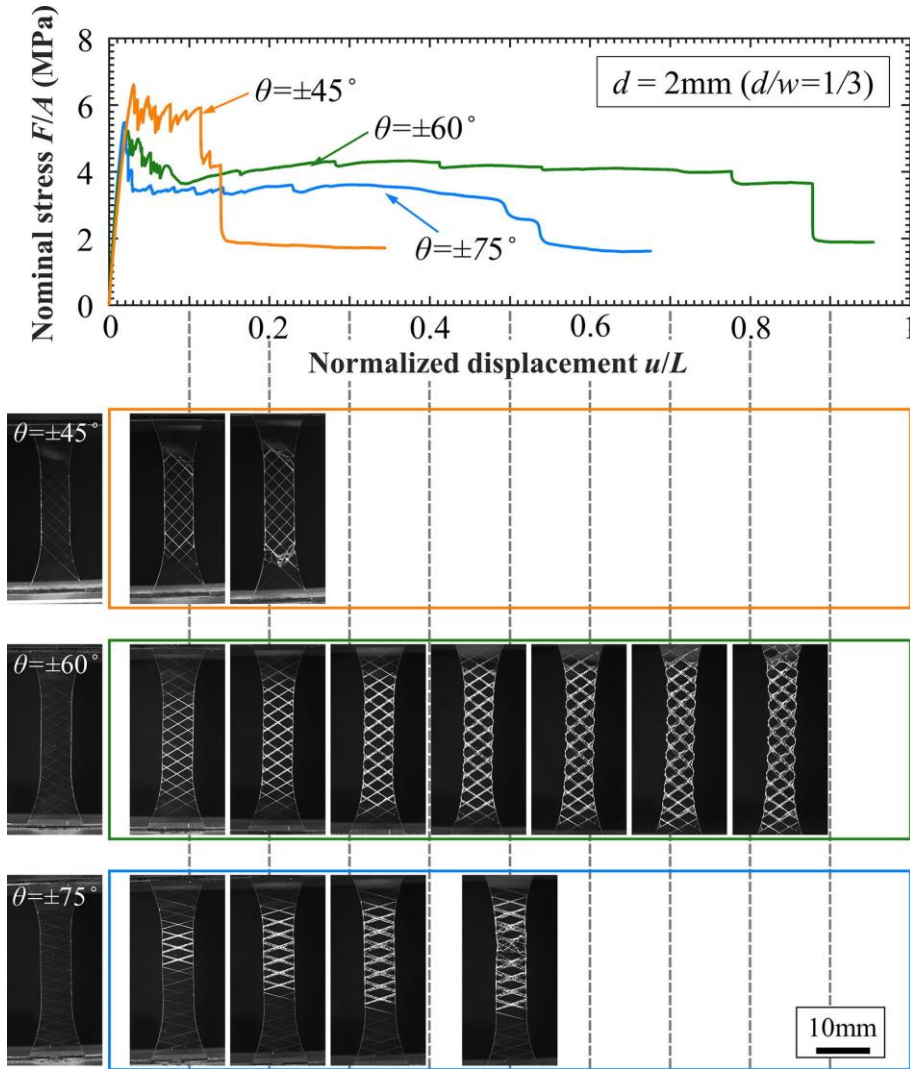 8
6
4
2
0
Nominal stress F/A (MPa)
θ=±45°
θ=±60°
θ=±75°
d = 2mm (d/w=1/3)
0
0.2
0.4
0.6
0.8
1
Normalized displacement u/L
θ=±45°
θ=±60°
θ=±75°
10mm